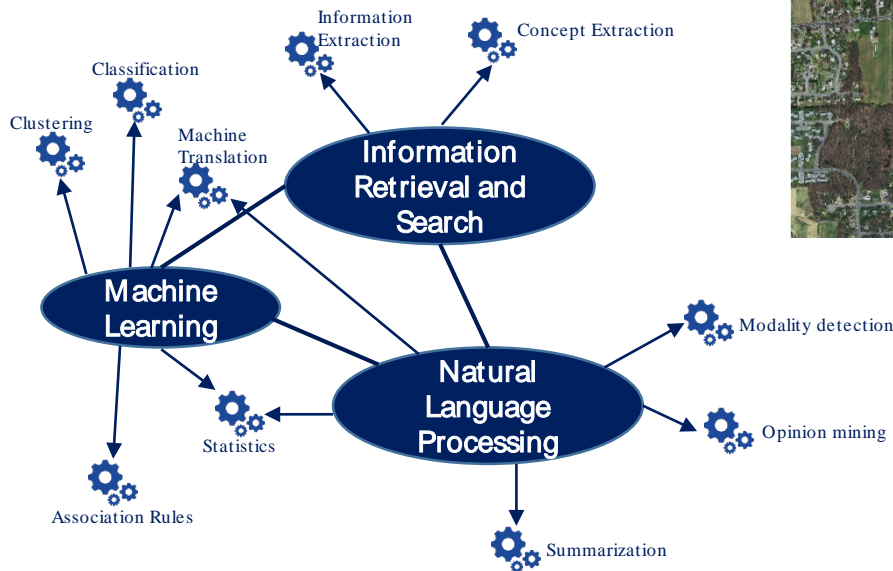 Information
Extraction
Concept Extraction
Classification
Clustering
Machine
Translation
Information
Retrieval and
Search
Machine
Learning
Modality detection
Natural
Language
Processing
Opinion mining
Statistics
Association Rules
Summarization